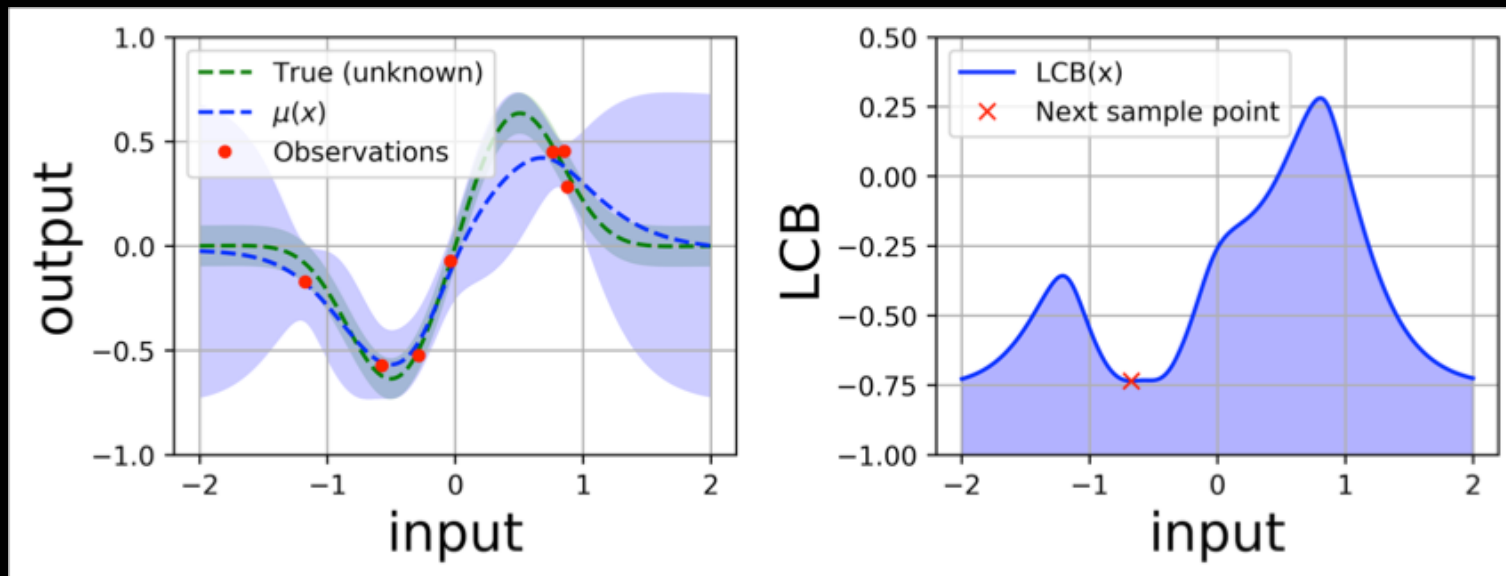 1.0
0.5
0.0
−0.5
−1.0
output
True (unknown)
μ(x)
Observations
−2 −1 0 1 2
input
0.50
0.25
0.00
−0.25
−0.50
−0.75
−1.00
LCB
LCB(x)
Next sample point
−2 −1 0 1 2
input